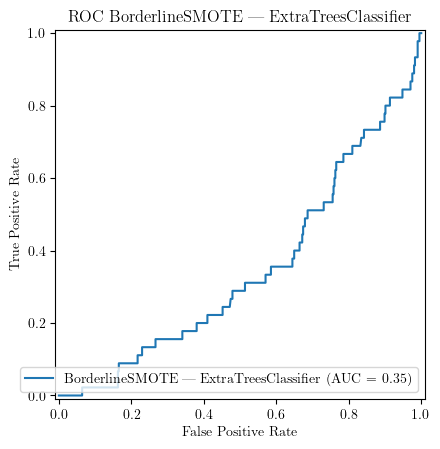 ROC BorderlineSMOTE — ExtraTreesClassifier
1.0
0.8
0.6
0.4
0.2
0.0
True Positive Rate
BorderlineSMOTE — ExtraTreesClassifier (AUC = 0.35)
0.0 0.2 0.4 0.6 0.8 1.0
False Positive Rate